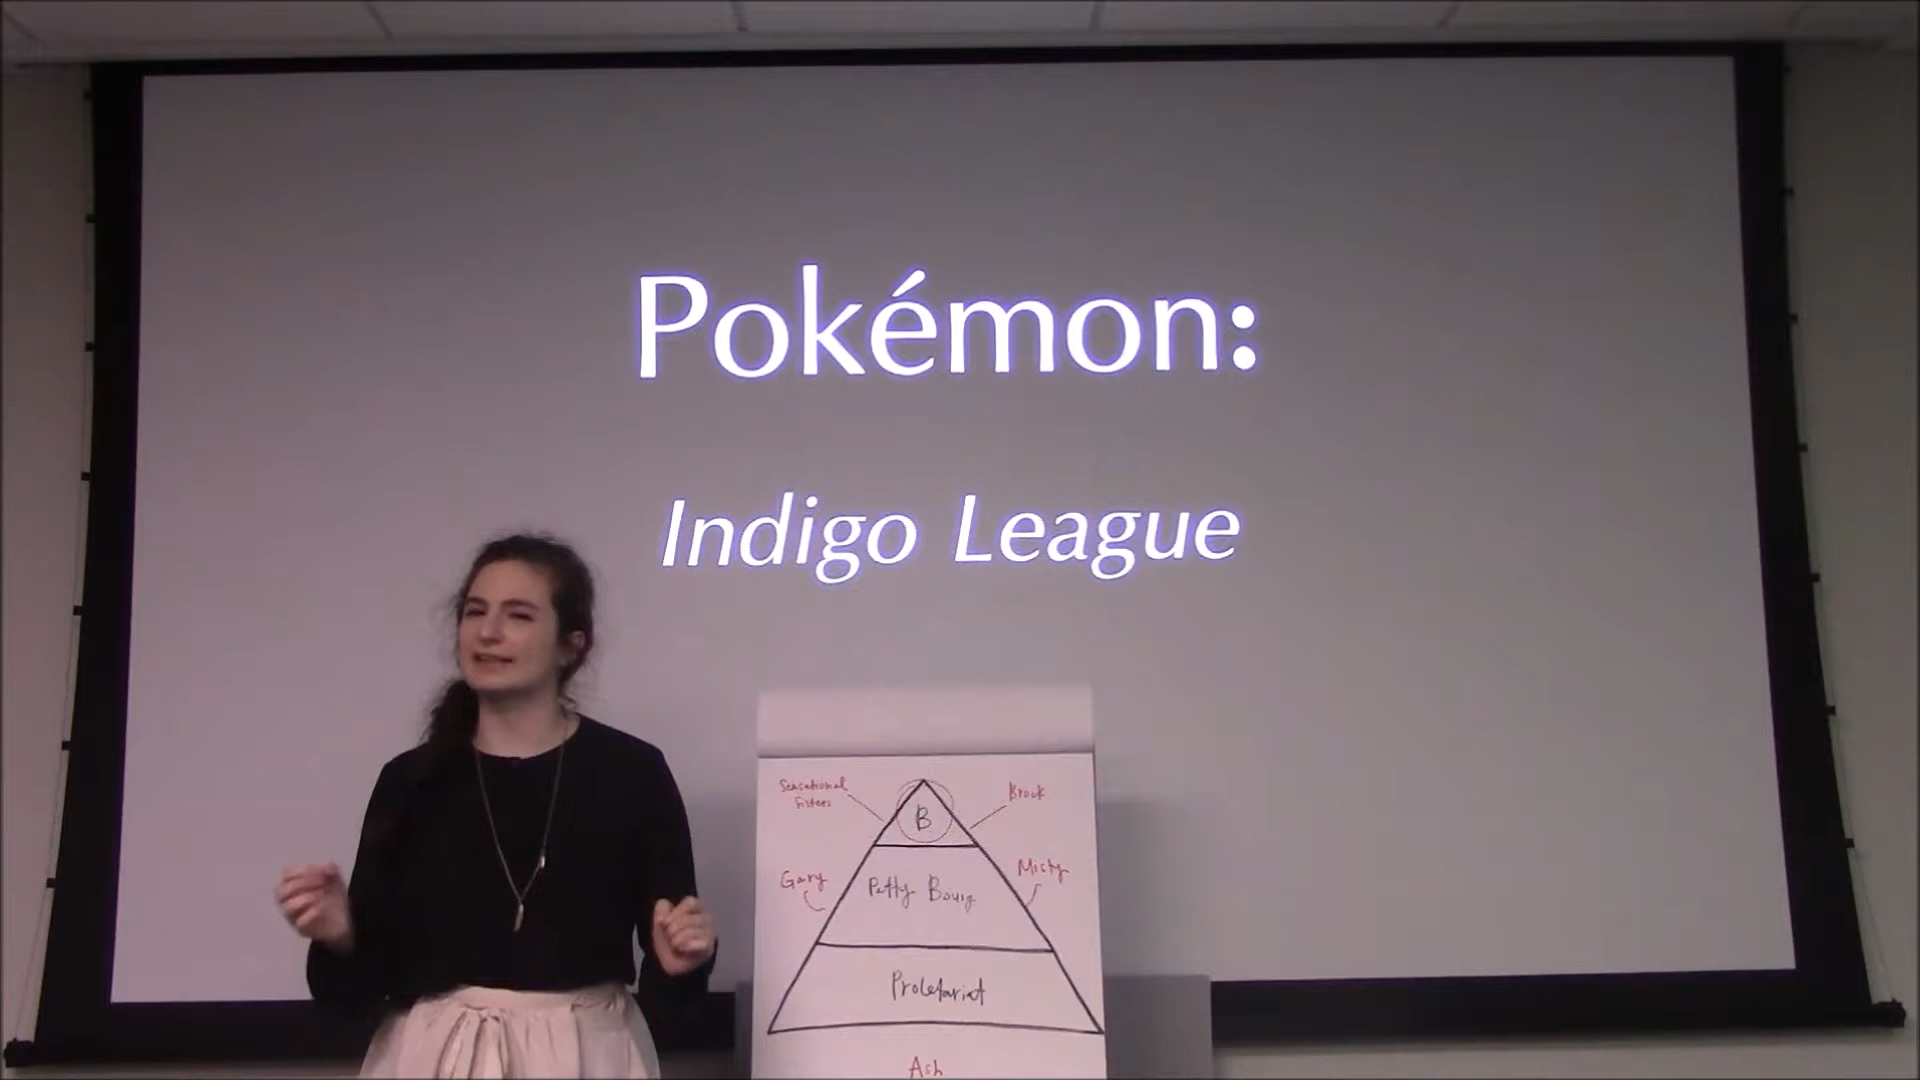 Pokémon:
Indigo League
Sensational
Sisters
Brock
B
Gary
Misty
Petty Bourg
Proletariat
Ash